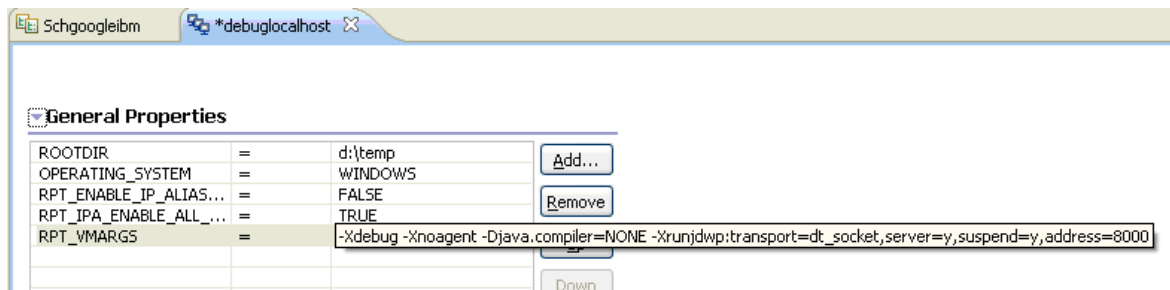 Schgoogleibm *debuglocalhost
General Properties
ROOTDIR = d:\temp
Add...
OPERATING_SYSTEM = WINDOWS
RPT_ENABLE_IP_ALIAS... = FALSE
Remove
RPT_IPA_ENABLE_ALL_... = TRUE
RPT_VMARGS = -Xdebug -Xnoagent -Djava.compiler=NONE -Xrunjdwp:transport=dt_socket,server=y,suspend=y,address=8000
Down